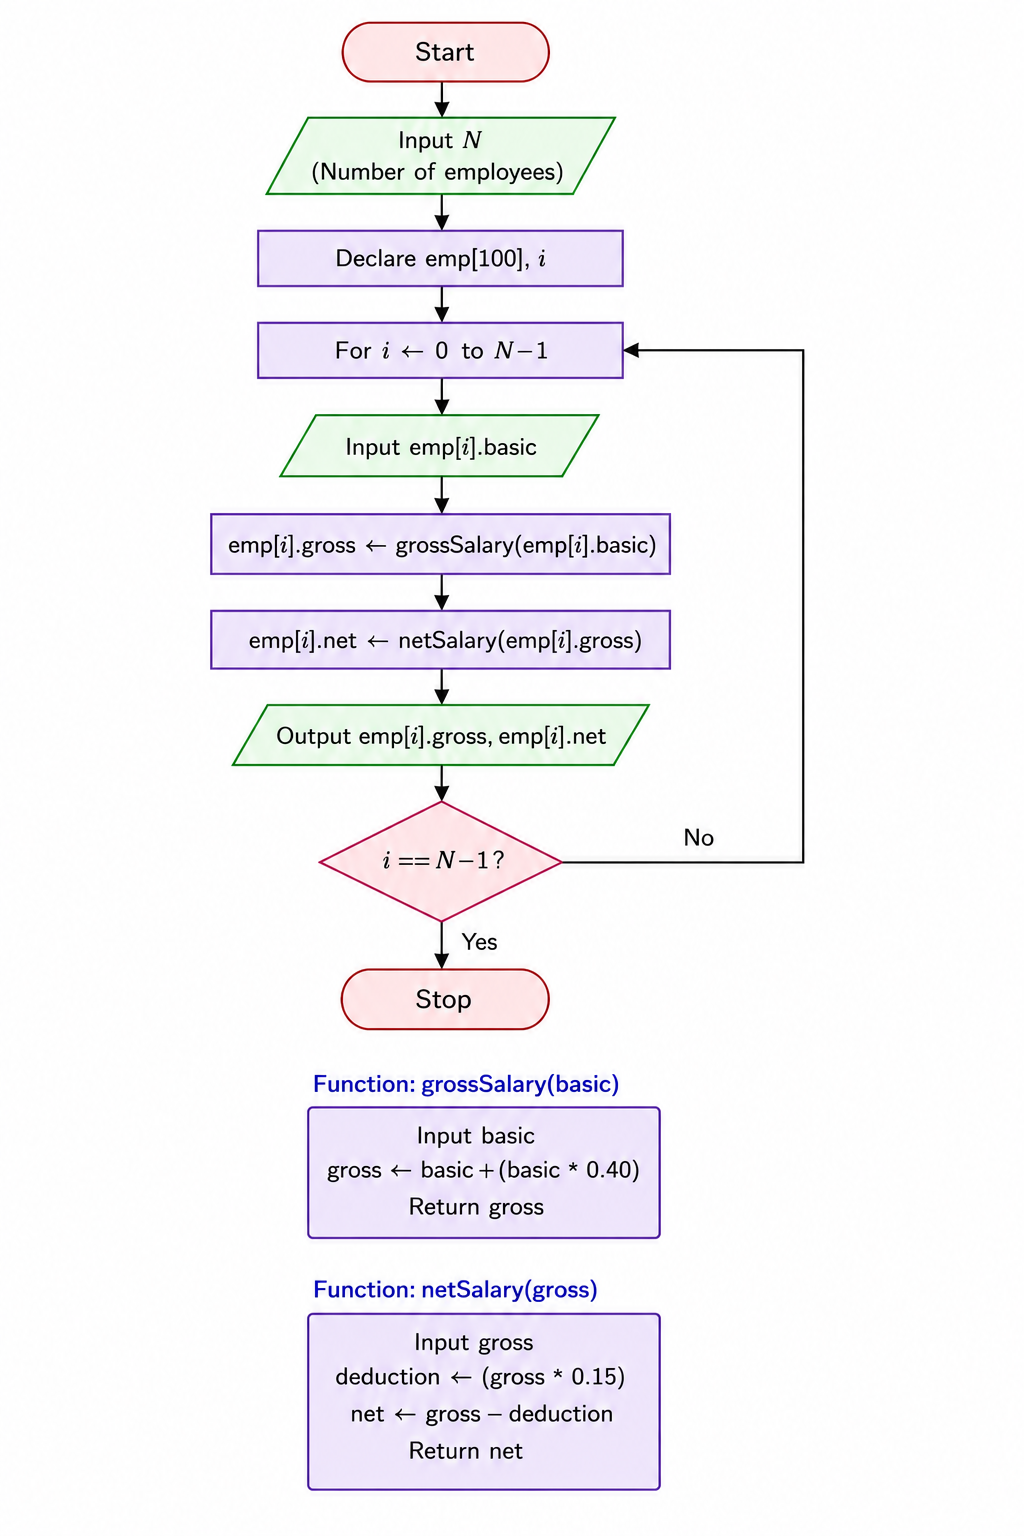 Start
Input N
(Number of employees)
Declare emp[100], i
For i ← 0 to N−1
Input emp[i].basic
emp[i].gross ← grossSalary(emp[i].basic)
emp[i].net ← netSalary(emp[i].gross)
Output emp[i].gross, emp[i].net
i == N−1?
No
Yes
Stop
Function: grossSalary(basic)
Input basic
gross ← basic + (basic * 0.40)
Return gross
Function: netSalary(gross)
Input gross
deduction ← (gross * 0.15)
net ← gross − deduction
Return net